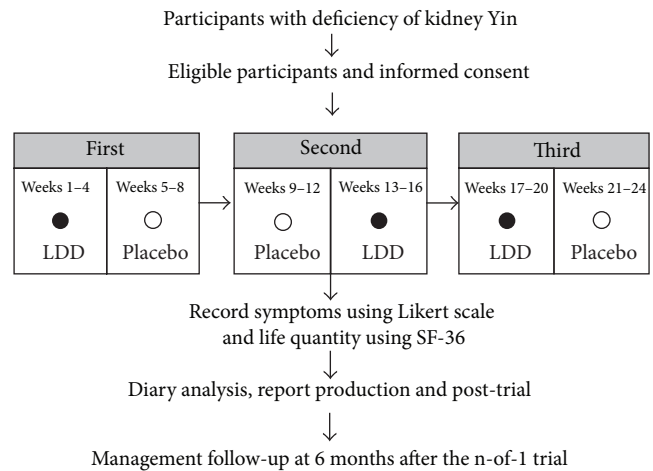 Participants with deficiency of kidney Yin
Eligible participants and informed consent
First
Second
Third
Weeks 1–4
Weeks 5–8
Weeks 9–12
Weeks 13–16
Weeks 17–20
Weeks 21–24
LDD
Placebo
Placebo
LDD
LDD
Placebo
Record symptoms using Likert scale
and life quantity using SF-36
Diary analysis, report production and post-trial
Management follow-up at 6 months after the n-of-1 trial